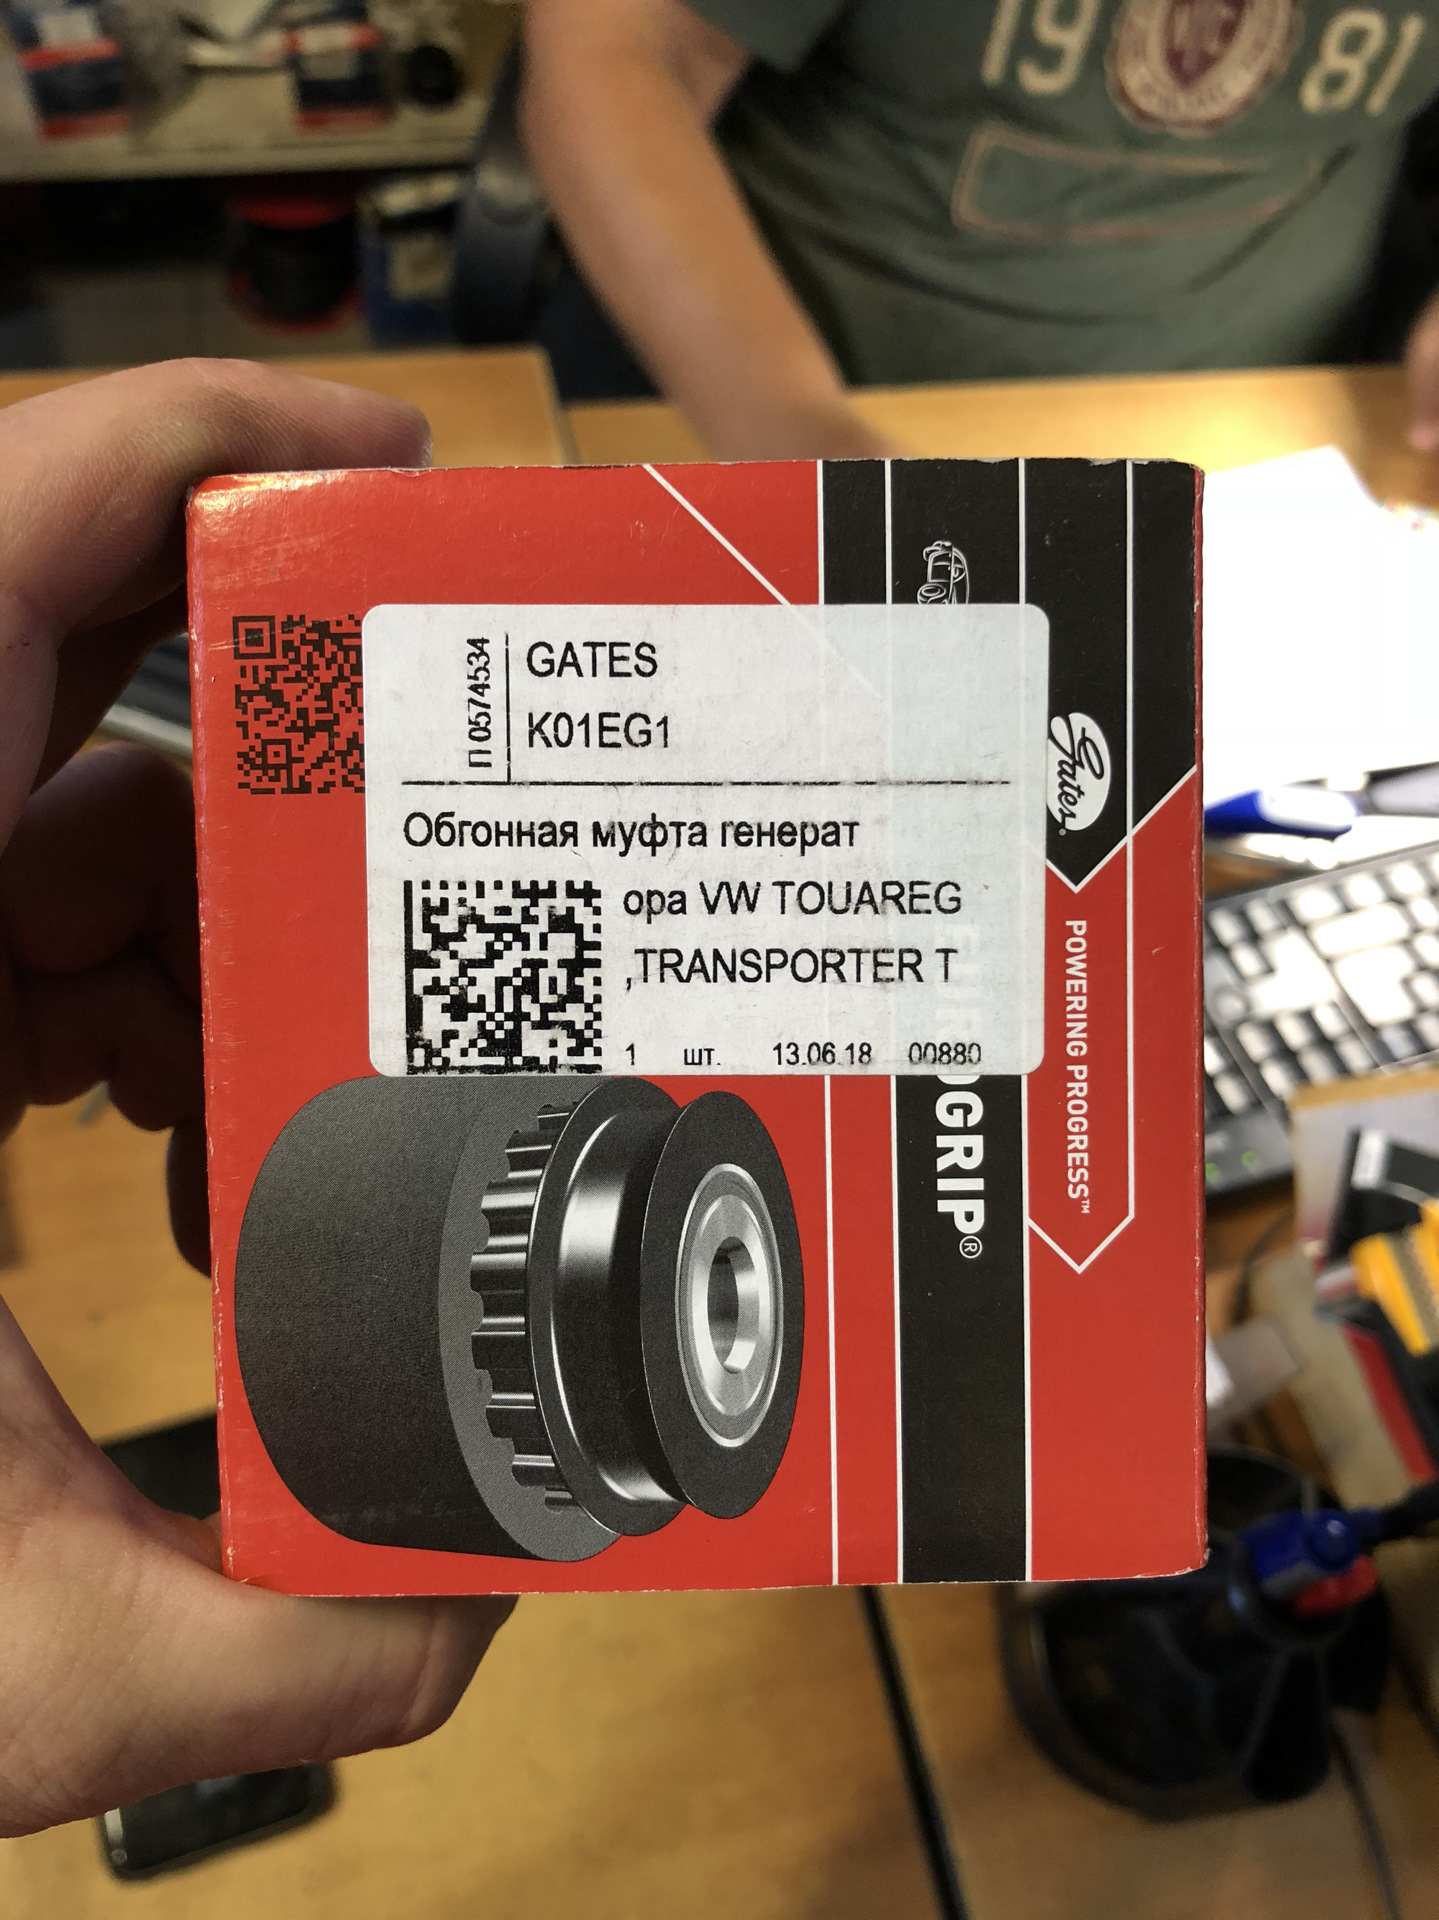 19 81
П 0574534
GATES
K01EG1
Обгонная муфта генерат
ора VW TOUAREG
,TRANSPORTER T
1 шт. 13.06.18 00880
Gates®
POWERING PROGRESS™
OGRIP®